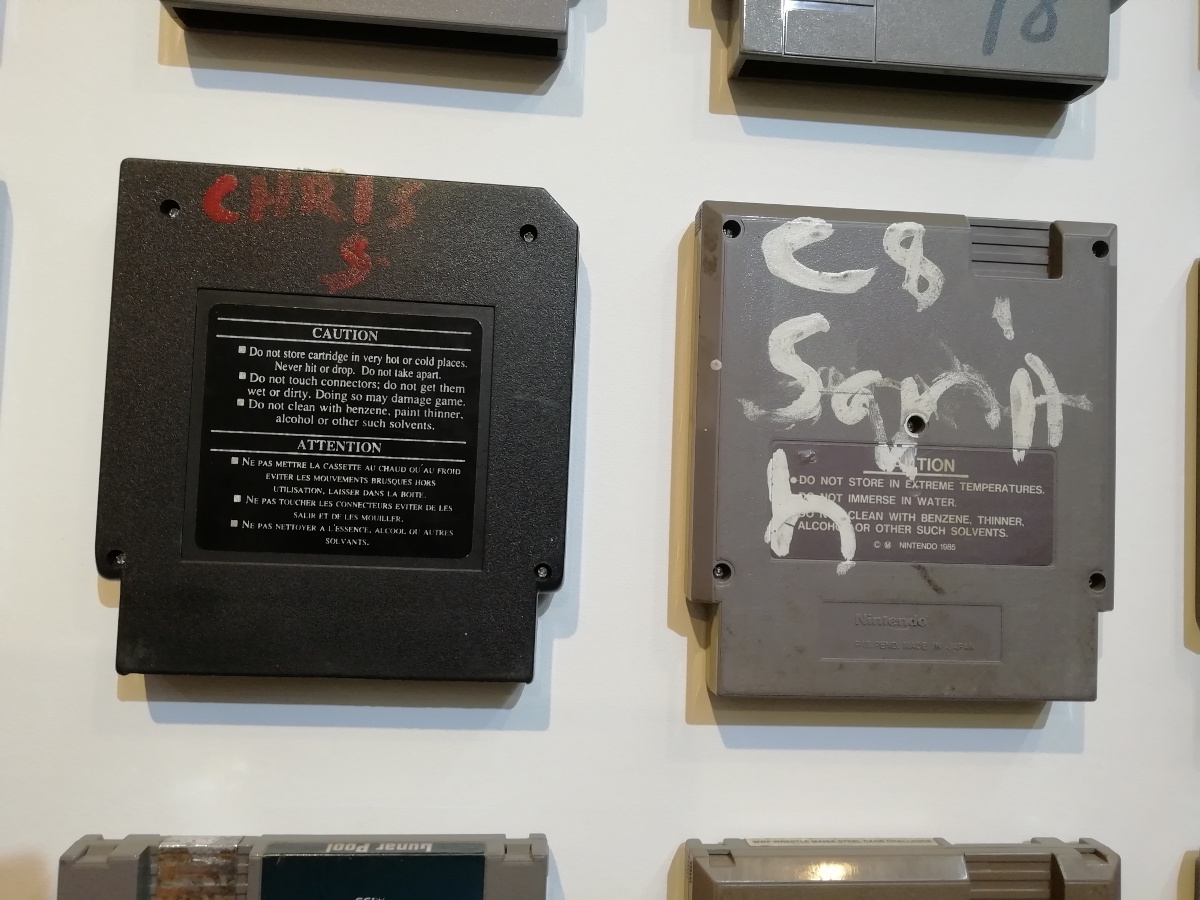 78
CHRIS
S
CAUTION
Do not store cartridge in very hot or cold places.
Never hit or drop. Do not take apart.
Do not touch connectors; do not get them
wet or dirty. Doing so may damage game.
Do not clean with benzene, paint thinner,
alcohol or other such solvents.
ATTENTION
NE PAS METTRE LA CASSETTE AU CHAUD QU'AU FROID
EVITER LES MOUVEMENTS BRUSQUES HORS
UTILISATION, LAISSER DANS LA BOITE.
NE PAS TOUCHER LES CONNECTEURS EVITER DE LES
SALIR ET DE LES MOUILLER.
NE PAS NETTOYER A L'ESSENCE, ALCOOL OU AUTRES
SOLVANTS.
C 8
h
DO NOT STORE IN EXTREME TEMPERATURES.
NOT IMMERSE IN WATER.
CLEAN WITH BENZENE, THINNER,
ALCOHOL OR OTHER SUCH SOLVENTS.
© M NINTENDO 1985
Nintendo
MADE IN JAPAN
Lunar Pool